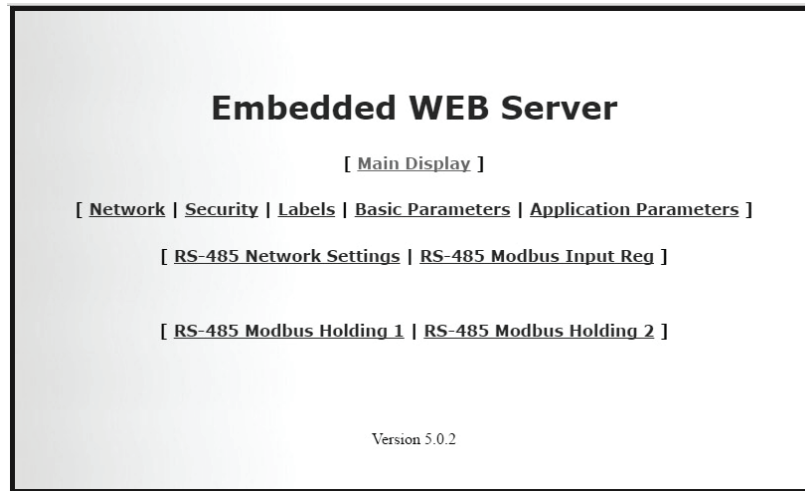 Embedded WEB Server
[ Main Display ]
[ Network | Security | Labels | Basic Parameters | Application Parameters ]
[ RS-485 Network Settings | RS-485 Modbus Input Reg ]
[ RS-485 Modbus Holding 1 | RS-485 Modbus Holding 2 ]
Version 5.0.2